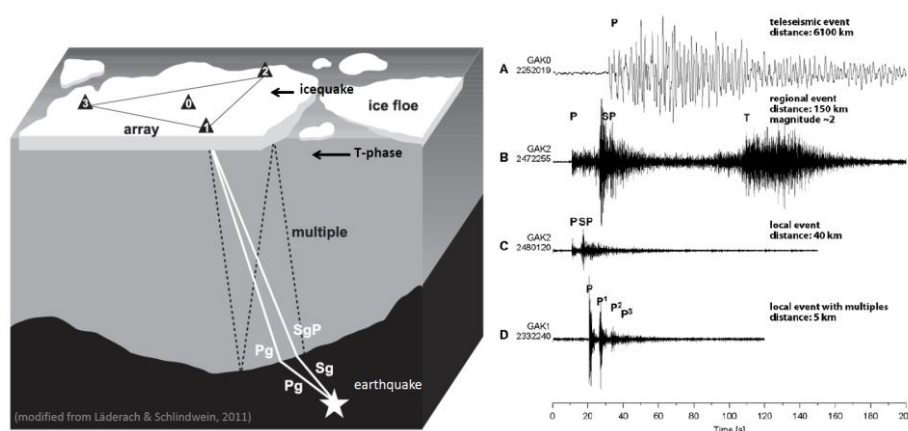 2
icequake
3
0
ice floe
1
array
T-phase
multiple
SgP
Pg
Sg
Pg
earthquake
(modified from Läderach & Schlindwein, 2011)
P
teleseismic event
distance: 6100 km
GAK0
A
2252019
regional event
distance: 150 km
magnitude ~2
P SP T
GAK2
B
2472255
local event
distance: 40 km
P SP
GAK2
C
2480120
P
P1 P2 P3
local event with multiples
distance: 5 km
GAK1
D
2332240
0 20 40 60 80 100 120 140 160 180 200
Time [s]